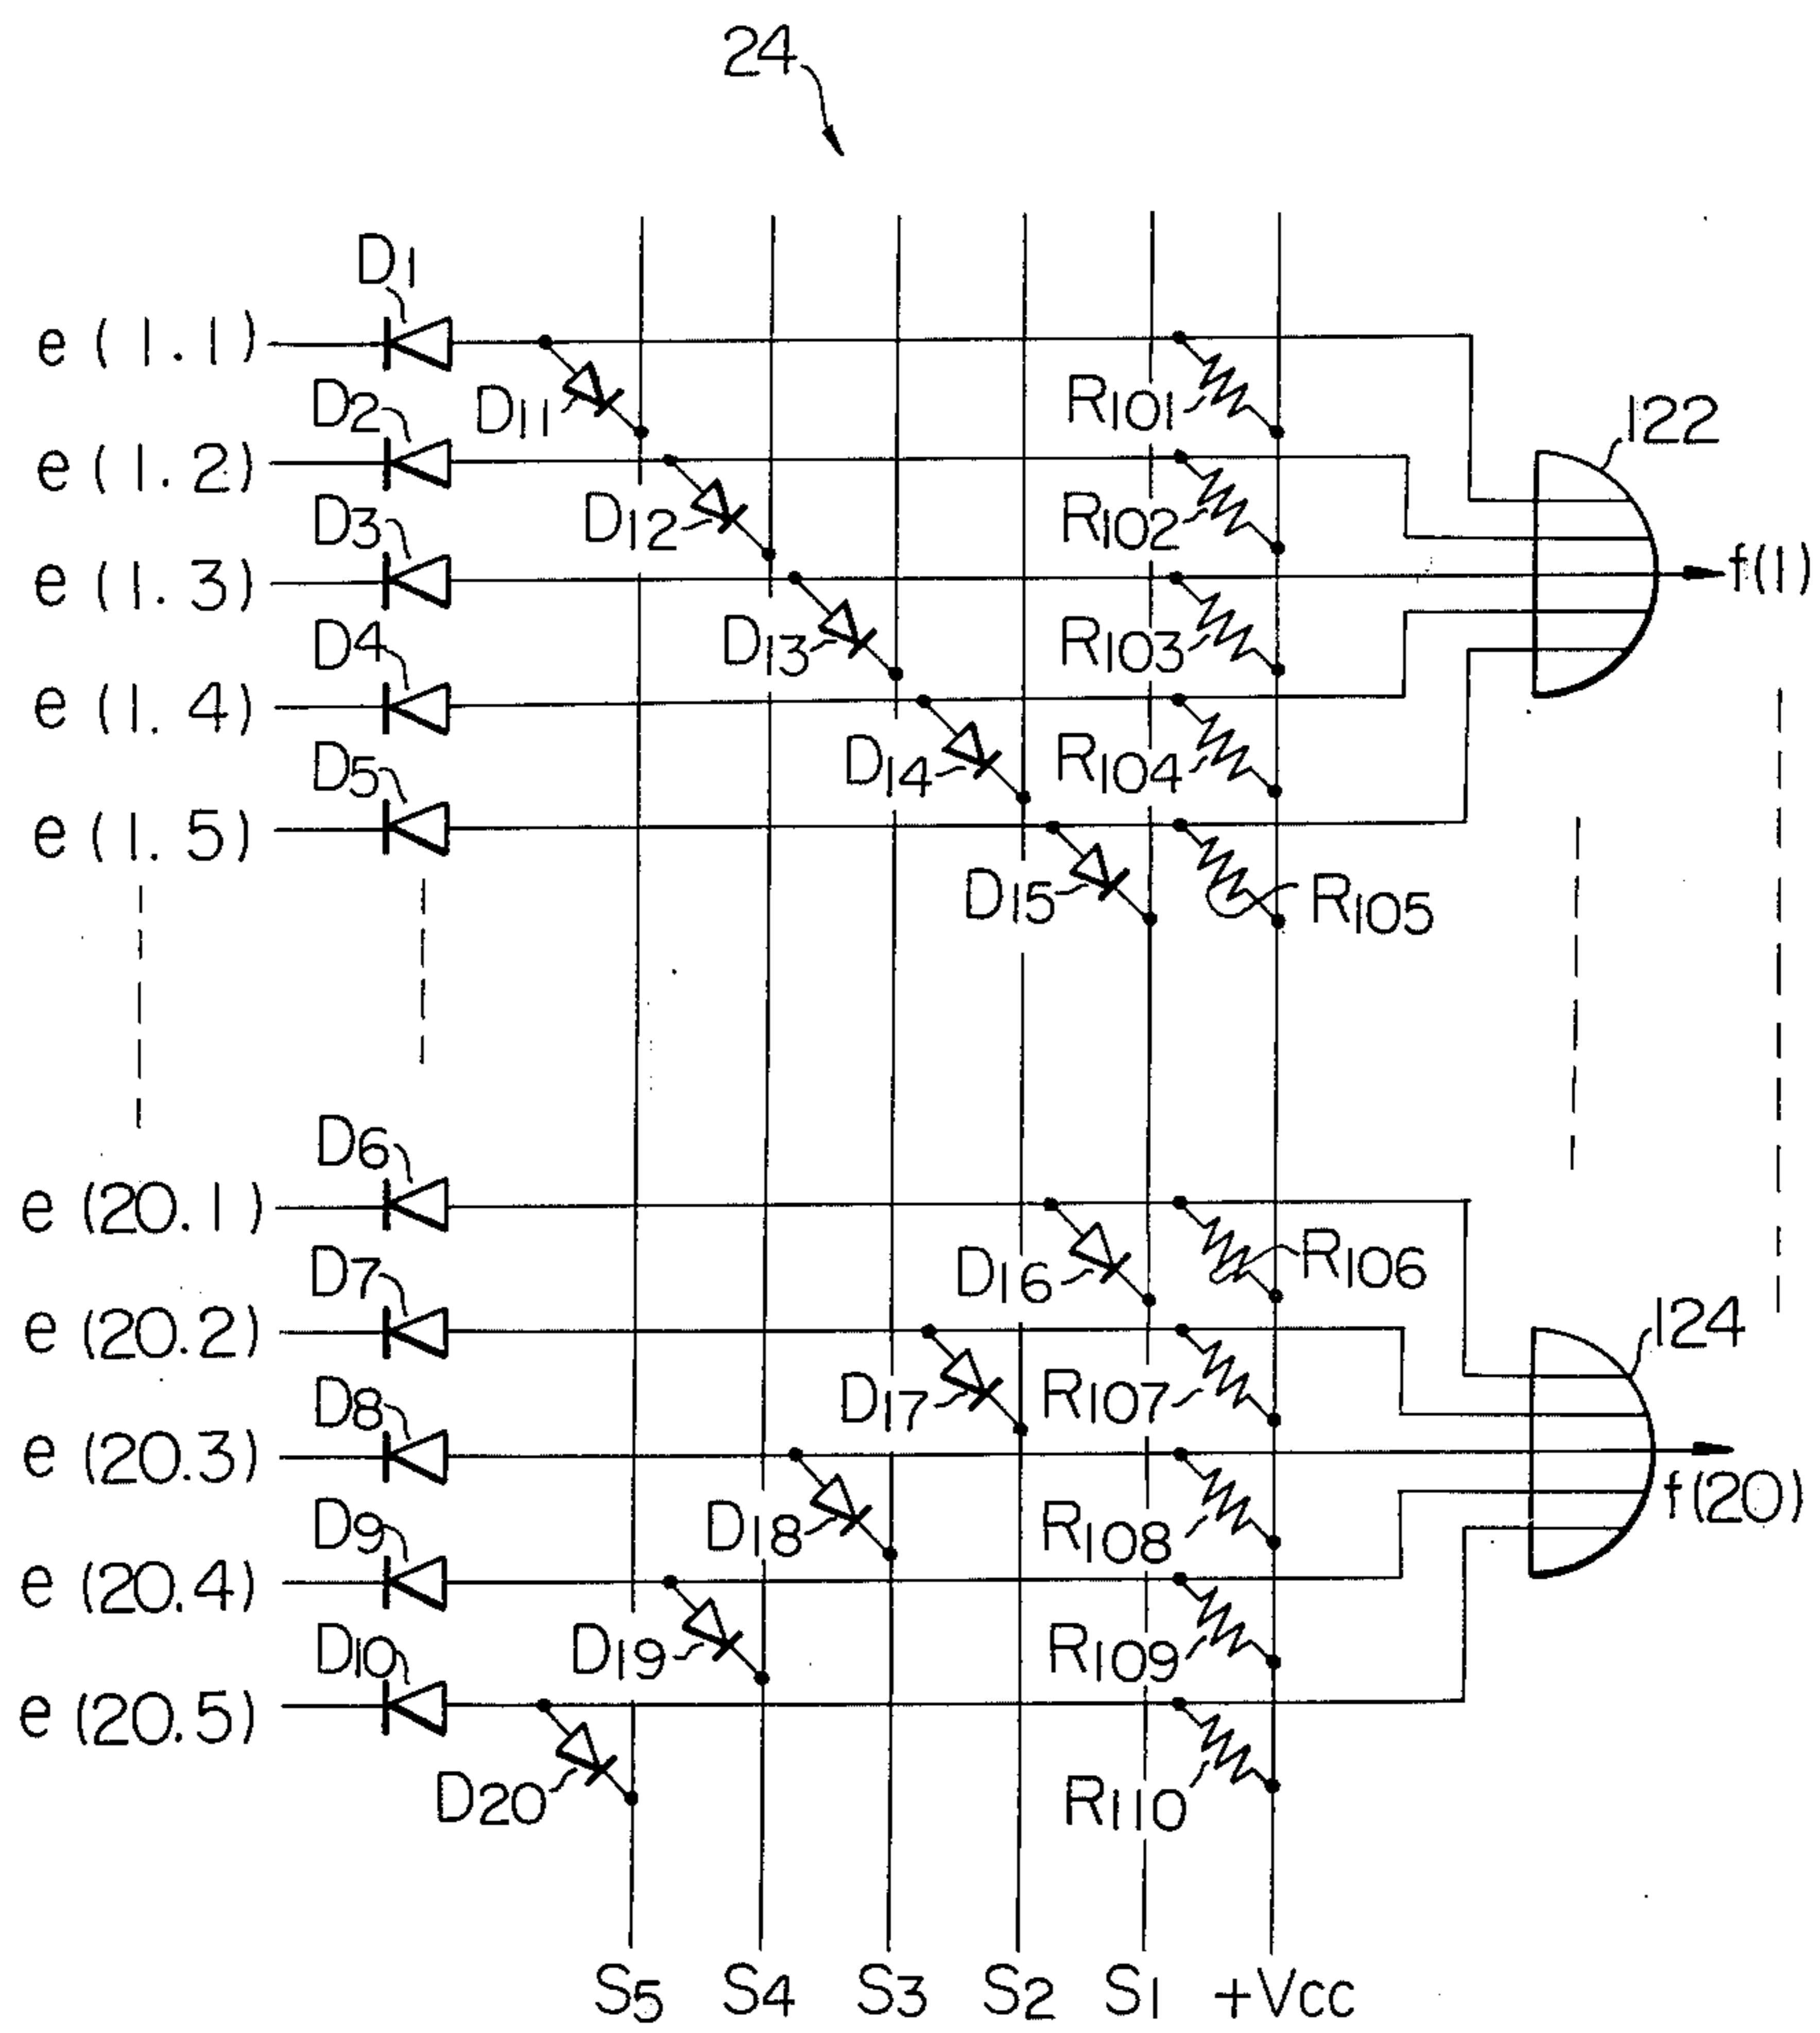 24
D1
e (1.1)
D11
R101
D2
e (1.2)
D12
R102
122
D3
e (1.3)
D13
R103
f(1)
D4
e (1.4)
D14
R104
D5
e (1.5)
D15
R105
D6
e (20.1)
D16
R106
D7
e (20.2)
D17
R107
124
D8
e (20.3)
D18
R108
f(20)
D9
e (20.4)
D19
R109
D10
e (20.5)
D20
R110
S5 S4 S3 S2 S1 +Vcc